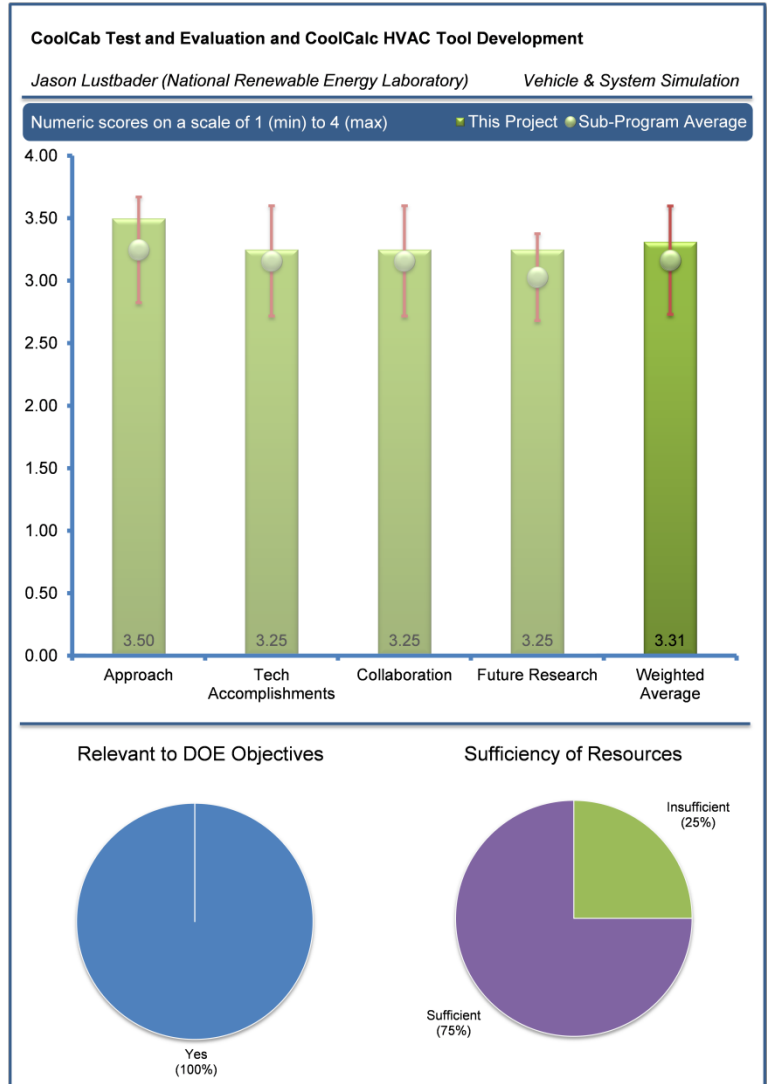 CoolCab Test and Evaluation and CoolCalc HVAC Tool Development
Jason Lustbader (National Renewable Energy Laboratory) Vehicle & System Simulation
Numeric scores on a scale of 1 (min) to 4 (max) This Project Sub-Program Average
4.00
3.50
3.00
2.50
2.00
1.50
1.00
0.50
0.00
3.50 3.25 3.25 3.25 3.31
Approach Tech Collaboration Future Research Weighted
Accomplishments Average
Relevant to DOE Objectives Sufficiency of Resources
Insufficient
(25%)
Sufficient
(75%)
Yes
(100%)